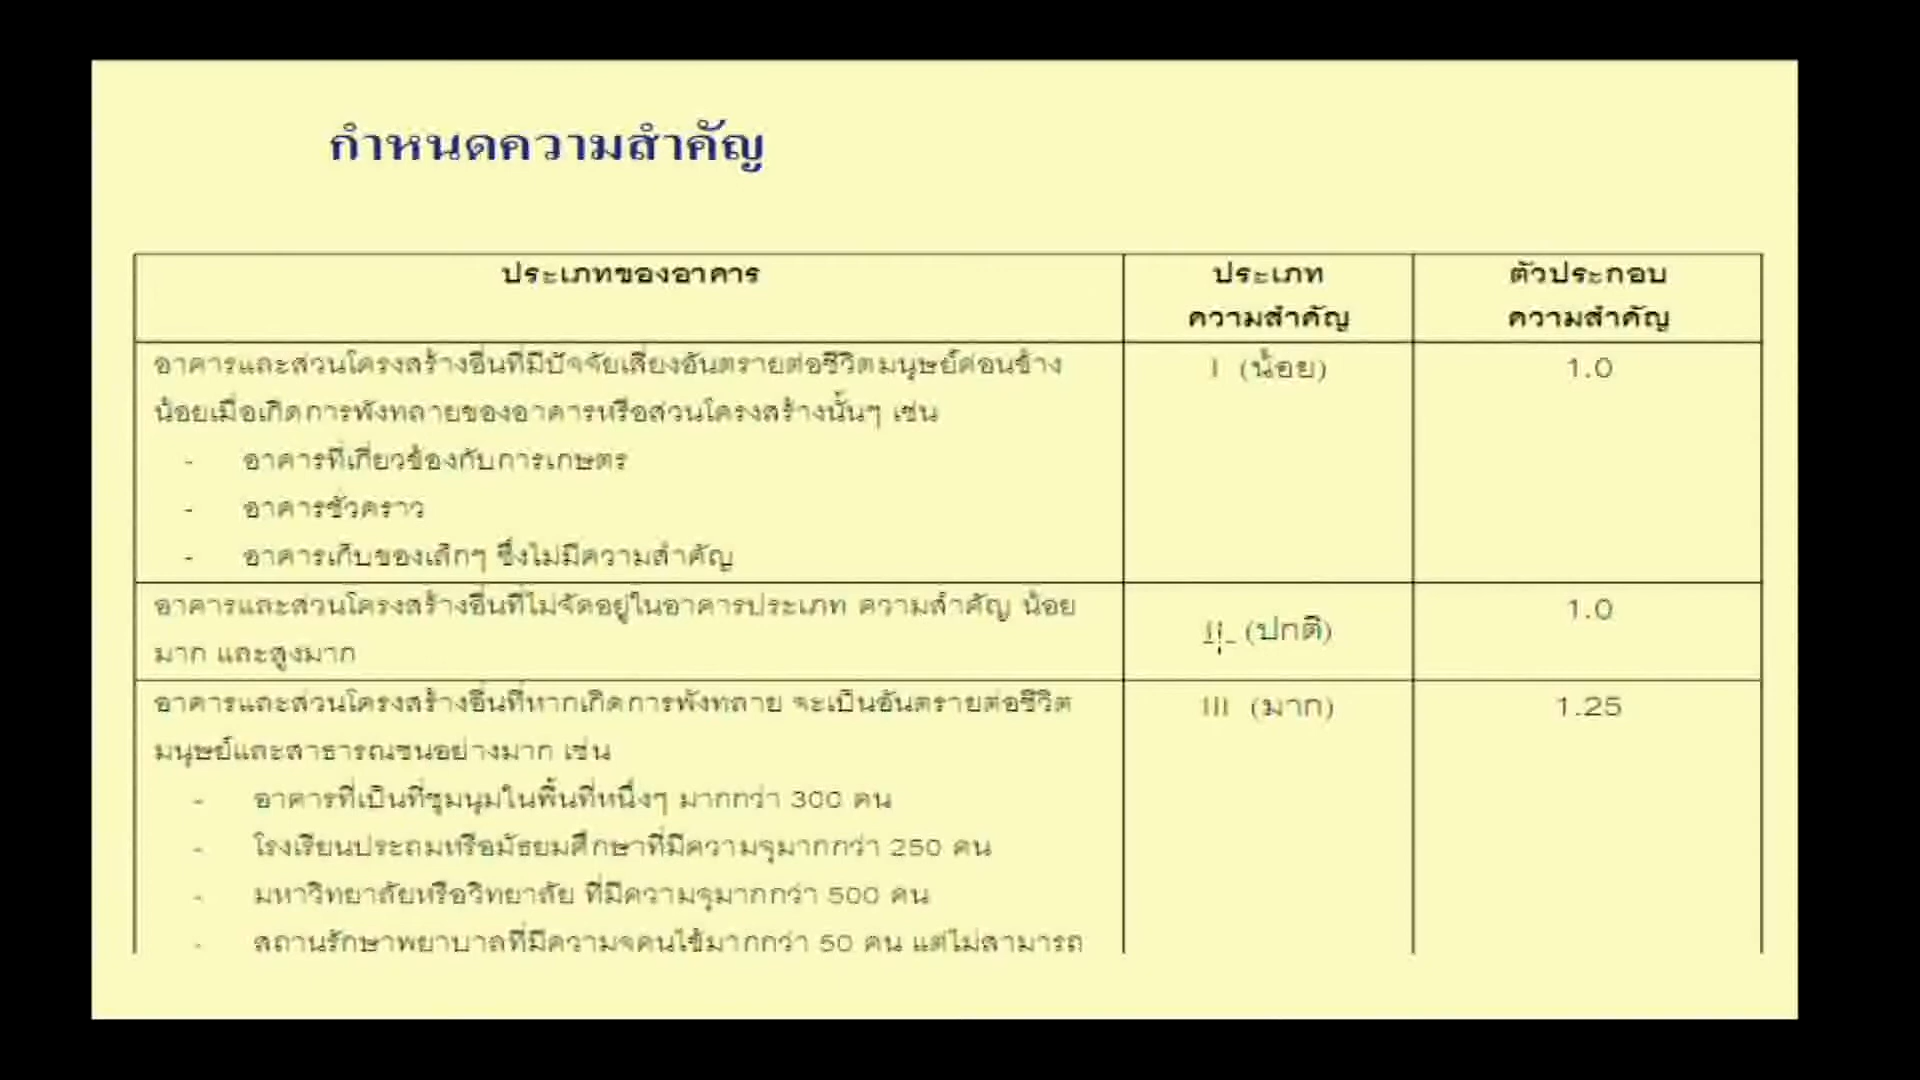 กำหนดความสำคัญ
ประเภทของอาคาร
ประเภท
ความสำคัญ
ตัวประกอบ
ความสำคัญ
อาคารและส่วนโครงสร้างอื่นที่มีปัจจัยเสี่ยงอันตรายต่อชีวิตมนุษย์ค่อนข้าง
น้อยเมื่อเกิดการพังทลายของอาคารหรือส่วนโครงสร้างนั้นๆ เช่น
- อาคารที่เกี่ยวข้องกับการเกษตร
- อาคารชั่วคราว
- อาคารเก็บของเล็กๆ ซึ่งไม่มีความสำคัญ
I (น้อย)
1.0
อาคารและส่วนโครงสร้างอื่นที่ไม่จัดอยู่ในอาคารประเภท ความสำคัญ น้อย
มาก และสูงมาก
II (ปกติ)
1.0
อาคารและส่วนโครงสร้างอื่นที่หากเกิดการพังทลาย จะเป็นอันตรายต่อชีวิต
มนุษย์และสาธารณชนอย่างมาก เช่น
- อาคารที่เป็นที่ชุมนุมในพื้นที่หนึ่งๆ มากกว่า 300 คน
- โรงเรียนประถมหรือมัธยมศึกษาที่มีความจุมากกว่า 250 คน
- มหาวิทยาลัยหรือวิทยาลัย ที่มีความจุมากกว่า 500 คน
- สถานรักษาพยาบาลที่มีความจุคนไข้มากกว่า 50 คน แต่ไม่สามารถ
III (มาก)
1.25